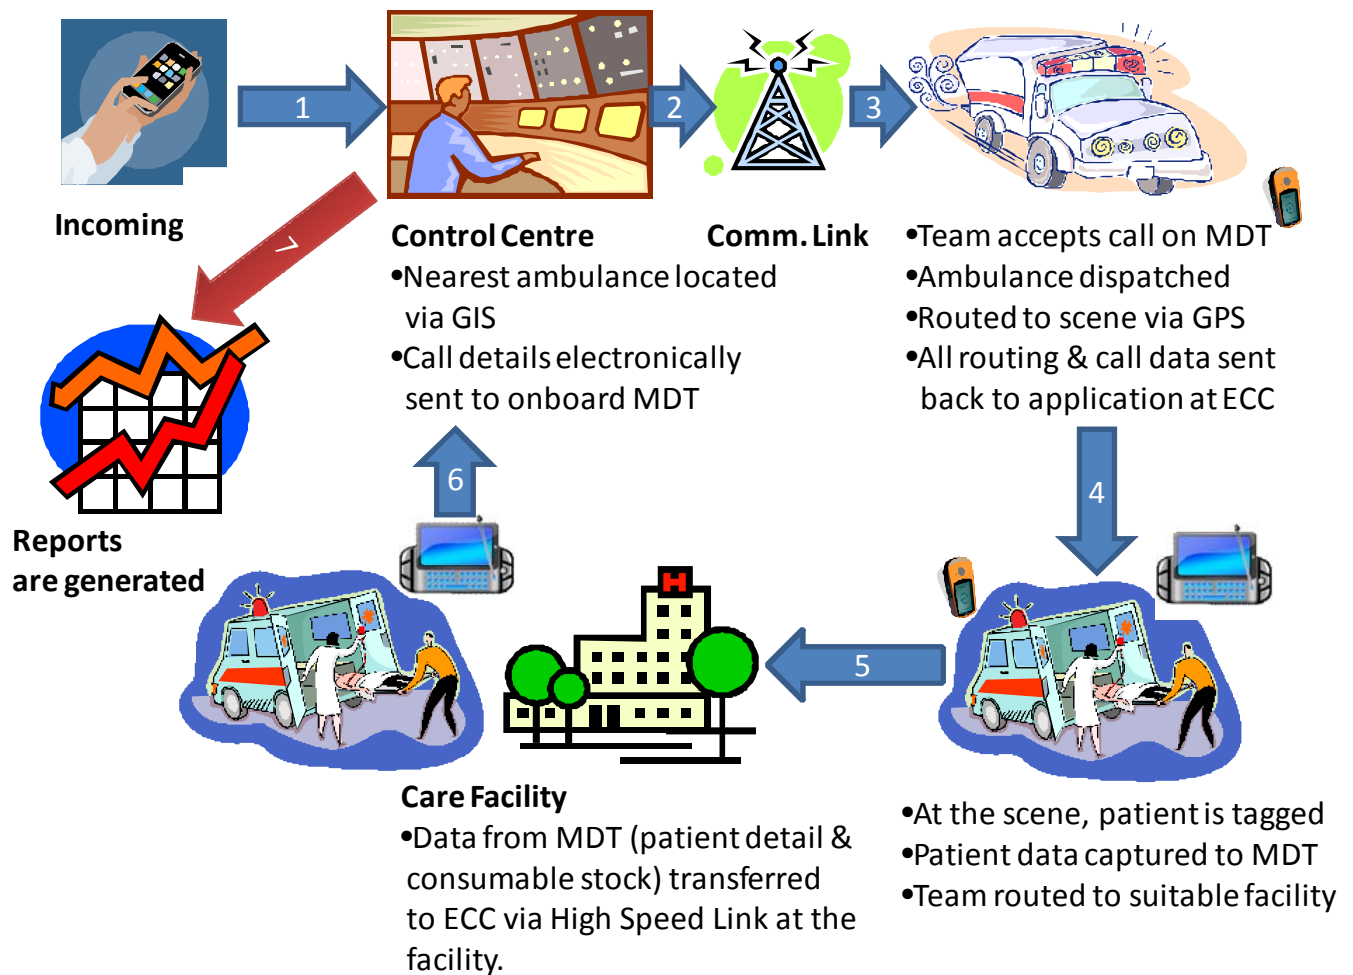 1
2
3
Incoming
7
Control Centre
•Nearest ambulance located
via GIS
•Call details electronically
sent to onboard MDT
Comm. Link
•Team accepts call on MDT
•Ambulance dispatched
•Routed to scene via GPS
•All routing & call data sent
back to application at ECC
4
6
Reports
are generated
H
5
Care Facility
•Data from MDT (patient detail &
consumable stock) transferred
to ECC via High Speed Link at the
facility.
•At the scene, patient is tagged
•Patient data captured to MDT
•Team routed to suitable facility